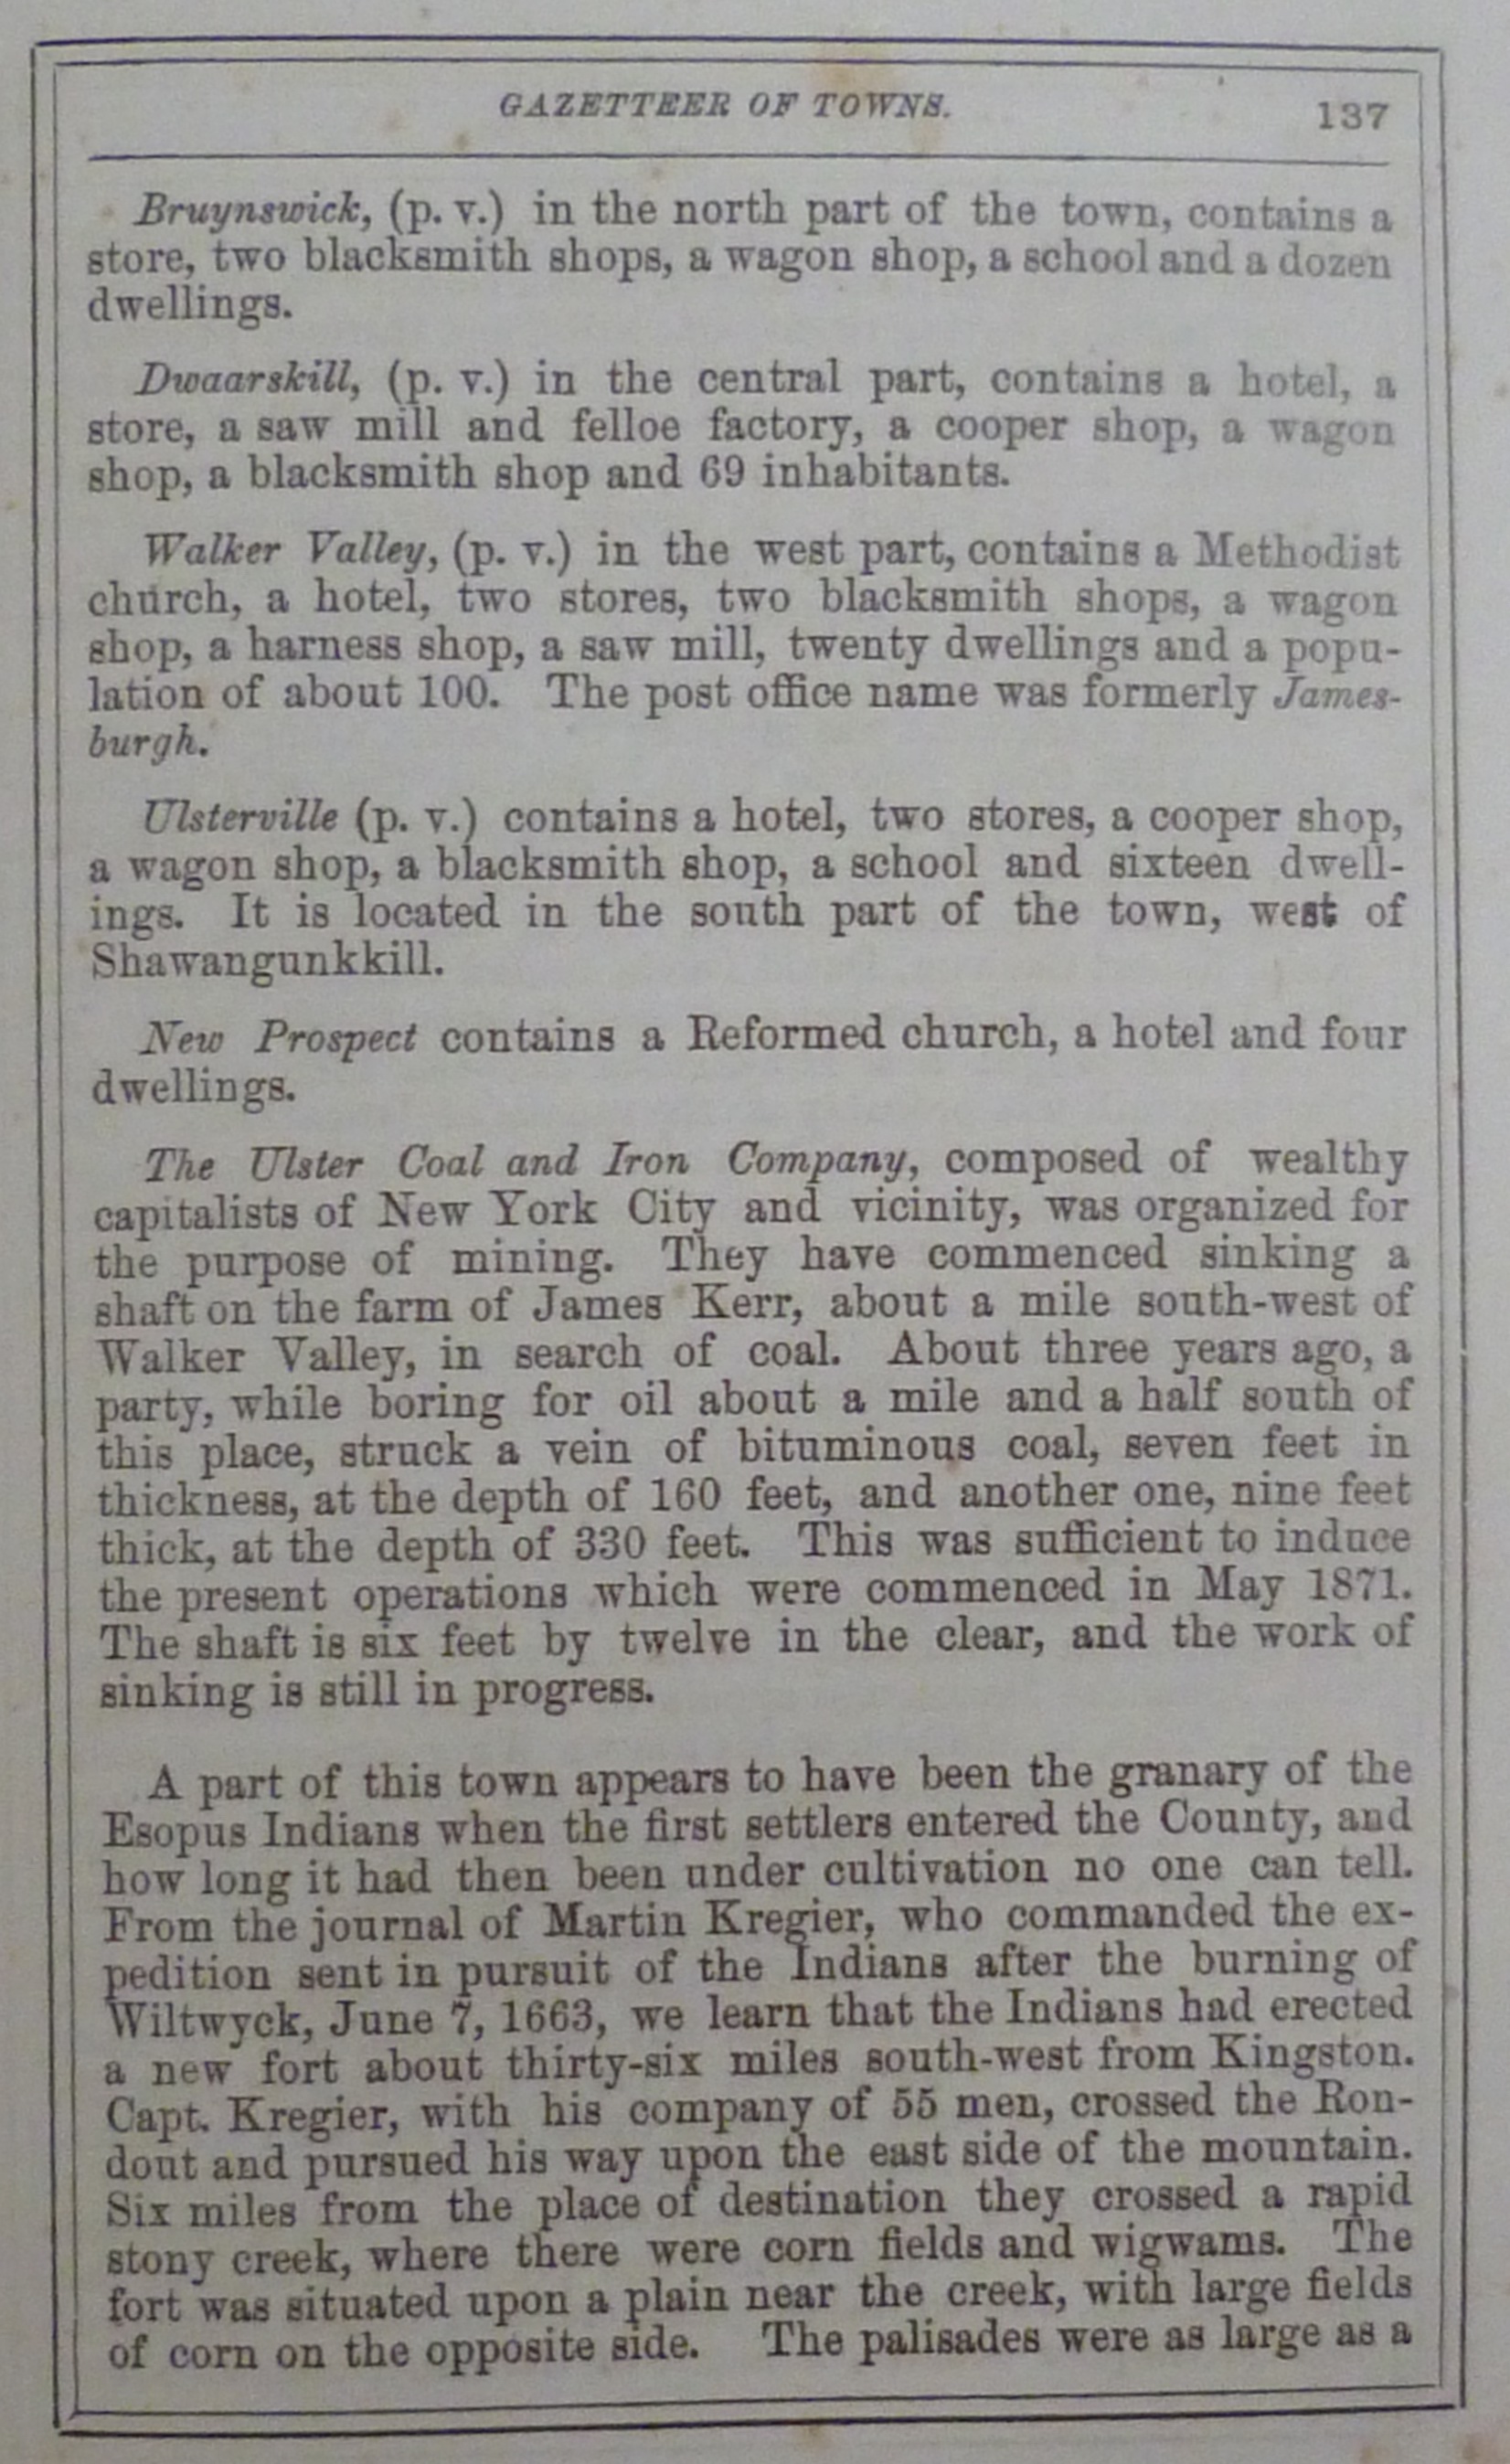 GAZETTEER OF TOWNS.
137
Bruynswick, (p. v.) in the north part of the town, contains a
store, two blacksmith shops, a wagon shop, a school and a dozen
dwellings.
Dwaarskill, (p. v.) in the central part, contains a hotel, a
store, a saw mill and felloe factory, a cooper shop, a wagon
shop, a blacksmith shop and 69 inhabitants.
Walker Valley, (p. v.) in the west part, contains a Methodist
church, a hotel, two stores, two blacksmith shops, a wagon
shop, a harness shop, a saw mill, twenty dwellings and a popu-
lation of about 100. The post office name was formerly James-
burgh.
Ulsterville (p. v.) contains a hotel, two stores, a cooper shop,
a wagon shop, a blacksmith shop, a school and sixteen dwell-
ings. It is located in the south part of the town, west of
Shawangunkkill.
New Prospect contains a Reformed church, a hotel and four
dwellings.
The Ulster Coal and Iron Company, composed of wealthy
capitalists of New York City and vicinity, was organized for
the purpose of mining. They have commenced sinking a
shaft on the farm of James Kerr, about a mile south-west of
Walker Valley, in search of coal. About three years ago, a
party, while boring for oil about a mile and a half south of
this place, struck a vein of bituminous coal, seven feet in
thickness, at the depth of 160 feet, and another one, nine feet
thick, at the depth of 330 feet. This was sufficient to induce
the present operations which were commenced in May 1871.
The shaft is six feet by twelve in the clear, and the work of
sinking is still in progress.
A part of this town appears to have been the granary of the
Esopus Indians when the first settlers entered the County, and
how long it had then been under cultivation no one can tell.
From the journal of Martin Kregier, who commanded the ex-
pedition sent in pursuit of the Indians after the burning of
Wiltwyck, June 7, 1663, we learn that the Indians had erected
a new fort about thirty-six miles south-west from Kingston.
Capt. Kregier, with his company of 55 men, crossed the Ron-
dout and pursued his way upon the east side of the mountain.
Six miles from the place of destination they crossed a rapid
stony creek, where there were corn fields and wigwams. The
fort was situated upon a plain near the creek, with large fields
of corn on the opposite side. The palisades were as large as a